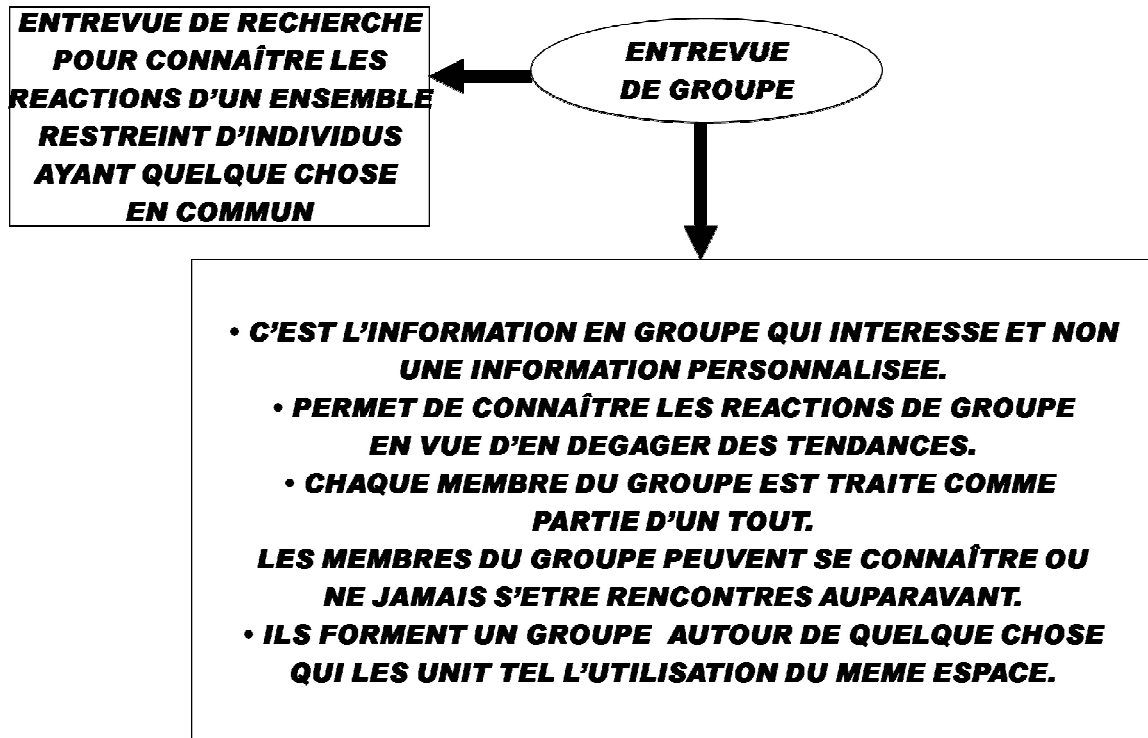 ENTREVUE DE RECHERCHE
POUR CONNAÎTRE LES
REACTIONS D'UN ENSEMBLE
RESTREINT D'INDIVIDUS
AYANT QUELQUE CHOSE
EN COMMUN
ENTREVUE
DE GROUPE
• C'EST L'INFORMATION EN GROUPE QUI INTERESSE ET NON
UNE INFORMATION PERSONNALISEE.
• PERMET DE CONNAÎTRE LES REACTIONS DE GROUPE
EN VUE D'EN DEGAGER DES TENDANCES.
• CHAQUE MEMBRE DU GROUPE EST TRAITE COMME
PARTIE D'UN TOUT.
LES MEMBRES DU GROUPE PEUVENT SE CONNAÎTRE OU
NE JAMAIS S'ETRE RENCONTRES AUPARAVANT.
• ILS FORMENT UN GROUPE AUTOUR DE QUELQUE CHOSE
QUI LES UNIT TEL L'UTILISATION DU MEME ESPACE.